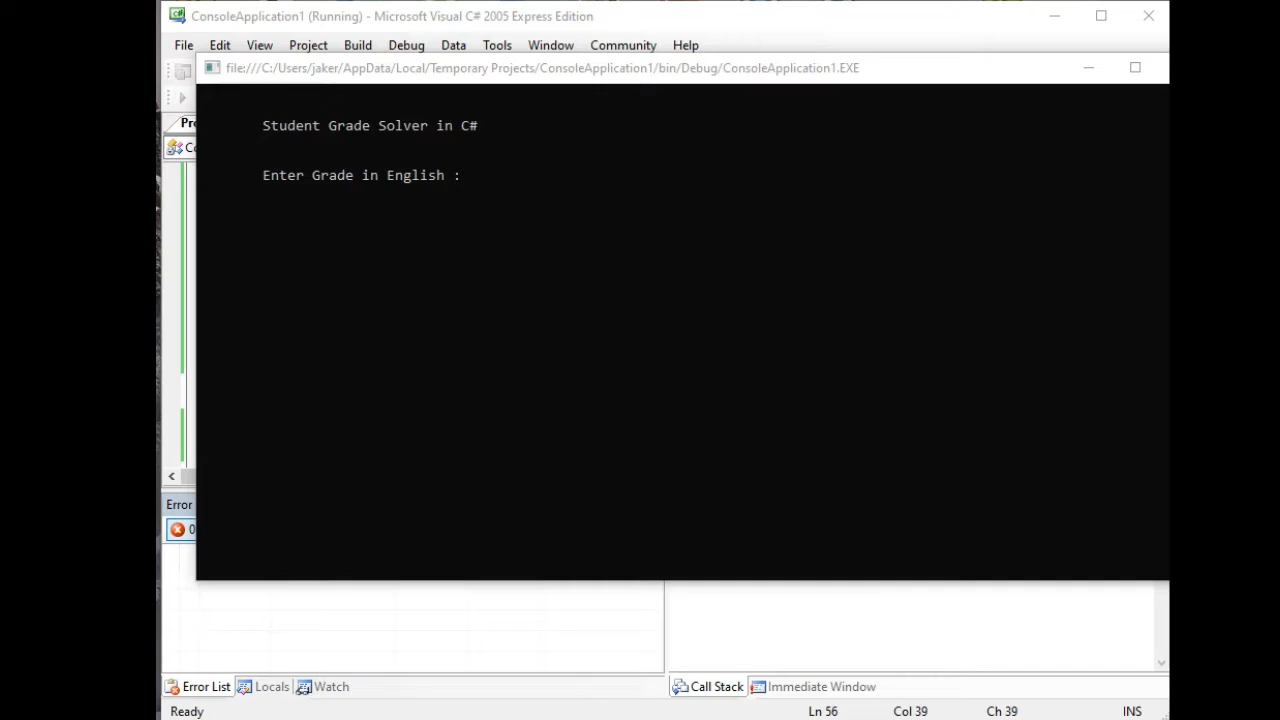 ConsoleApplication1 (Running) - Microsoft Visual C# 2005 Express Edition
File Edit View Project Build Debug Data Tools Window Community Help
file:///C:/Users/jaker/AppData/Local/Temporary Projects/ConsoleApplication1/bin/Debug/ConsoleApplication1.EXE
Student Grade Solver in C#
Enter Grade in English :
Error
0
Error List Locals Watch Call Stack Immediate Window
Ready Ln 56 Col 39 Ch 39 INS